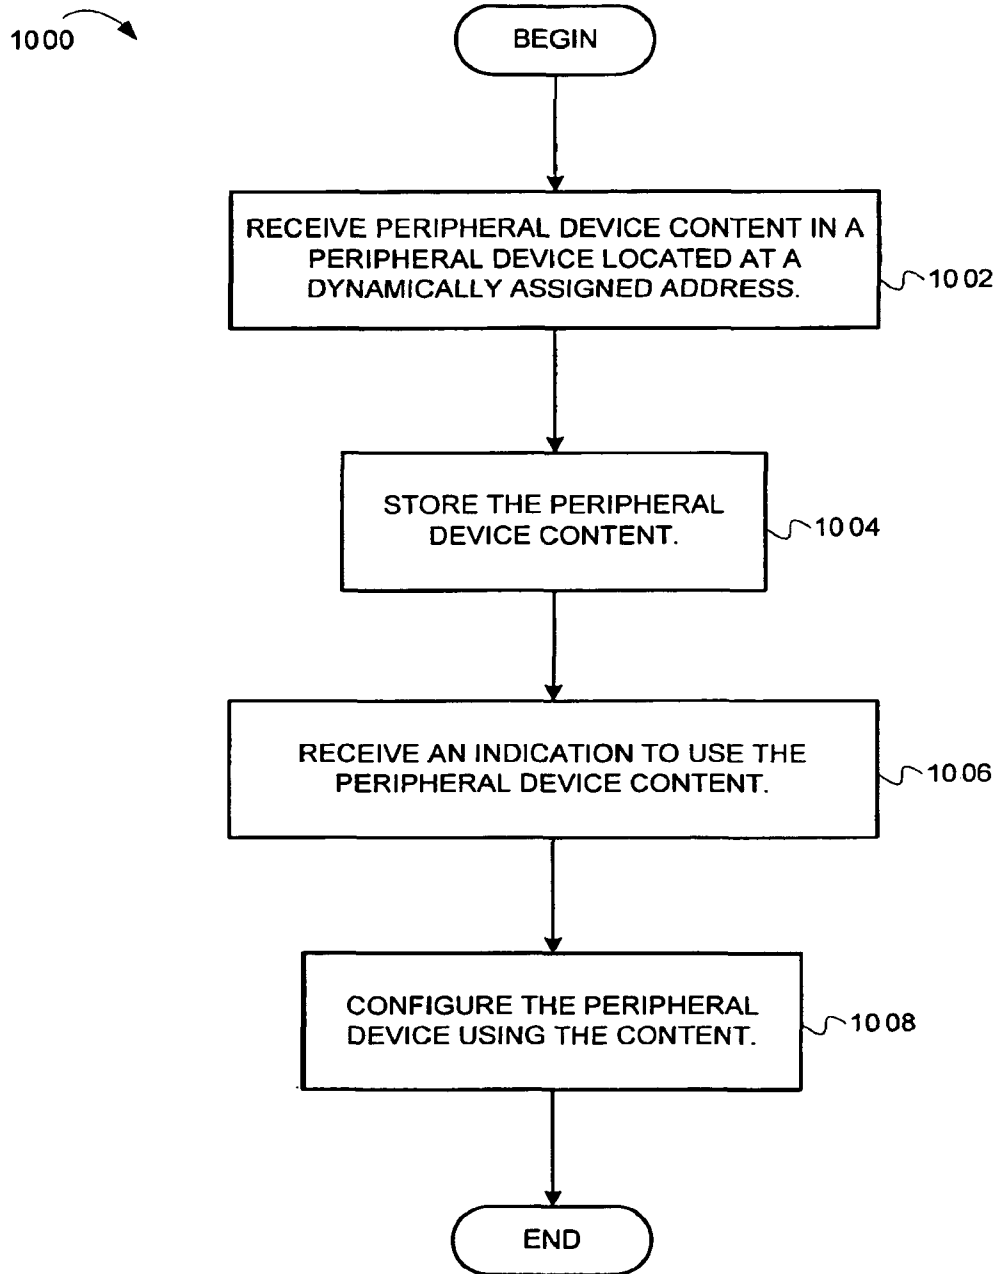 1000
BEGIN
RECEIVE PERIPHERAL DEVICE CONTENT IN A
PERIPHERAL DEVICE LOCATED AT A
DYNAMICALLY ASSIGNED ADDRESS.
1002
STORE THE PERIPHERAL
DEVICE CONTENT.
1004
RECEIVE AN INDICATION TO USE THE
PERIPHERAL DEVICE CONTENT.
1006
CONFIGURE THE PERIPHERAL
DEVICE USING THE CONTENT.
1008
END